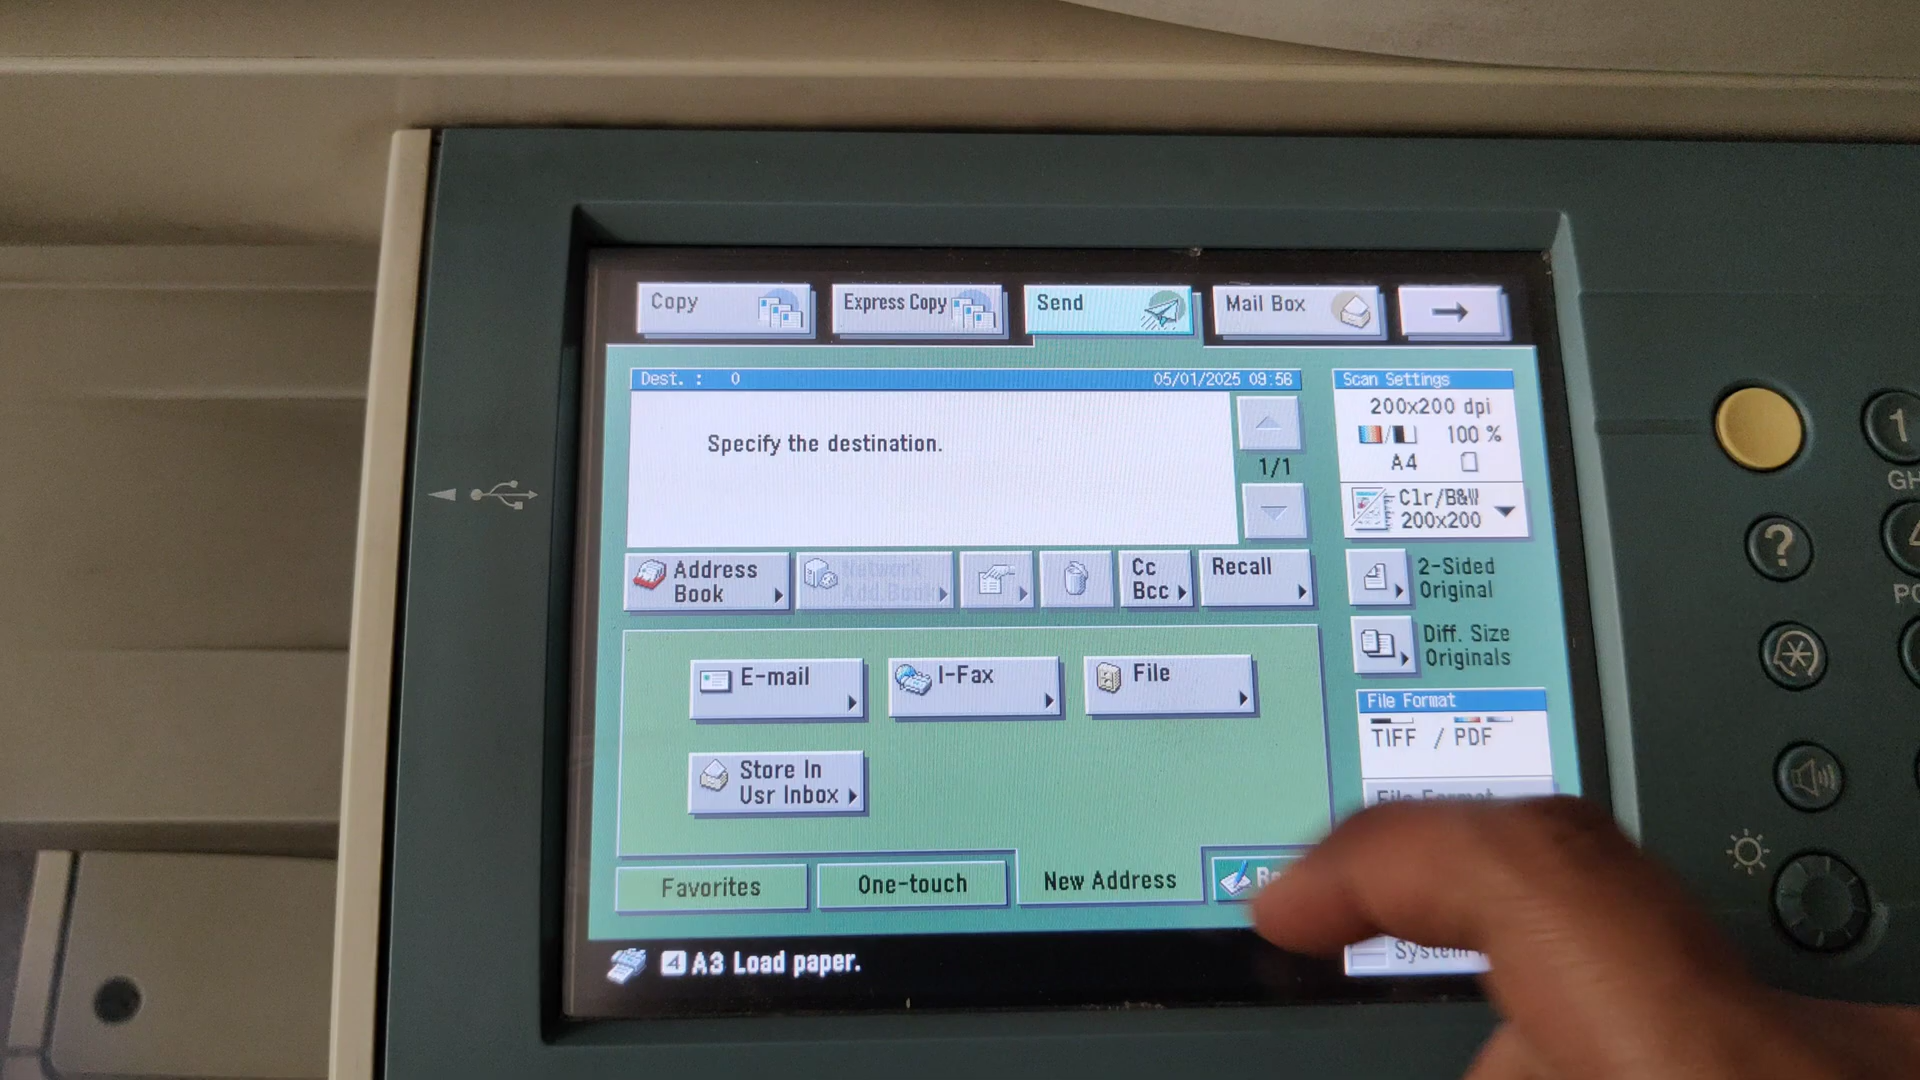 Copy
Express Copy
Send
Mail Box
Dest. : 0
05/01/2025 09:56
Specify the destination.
1/1
Scan Settings
200x200 dpi
100 %
A4
Clr/B&W
200x200
Address
Book
Network
Add.Book
Cc
Bcc
Recall
2-Sided
Original
Diff. Size
Originals
E-mail
I-Fax
File
File Format
TIFF / PDF
File Format
Store In
Usr Inbox
Favorites
One-touch
New Address
4 A3 Load paper.
System
1
?